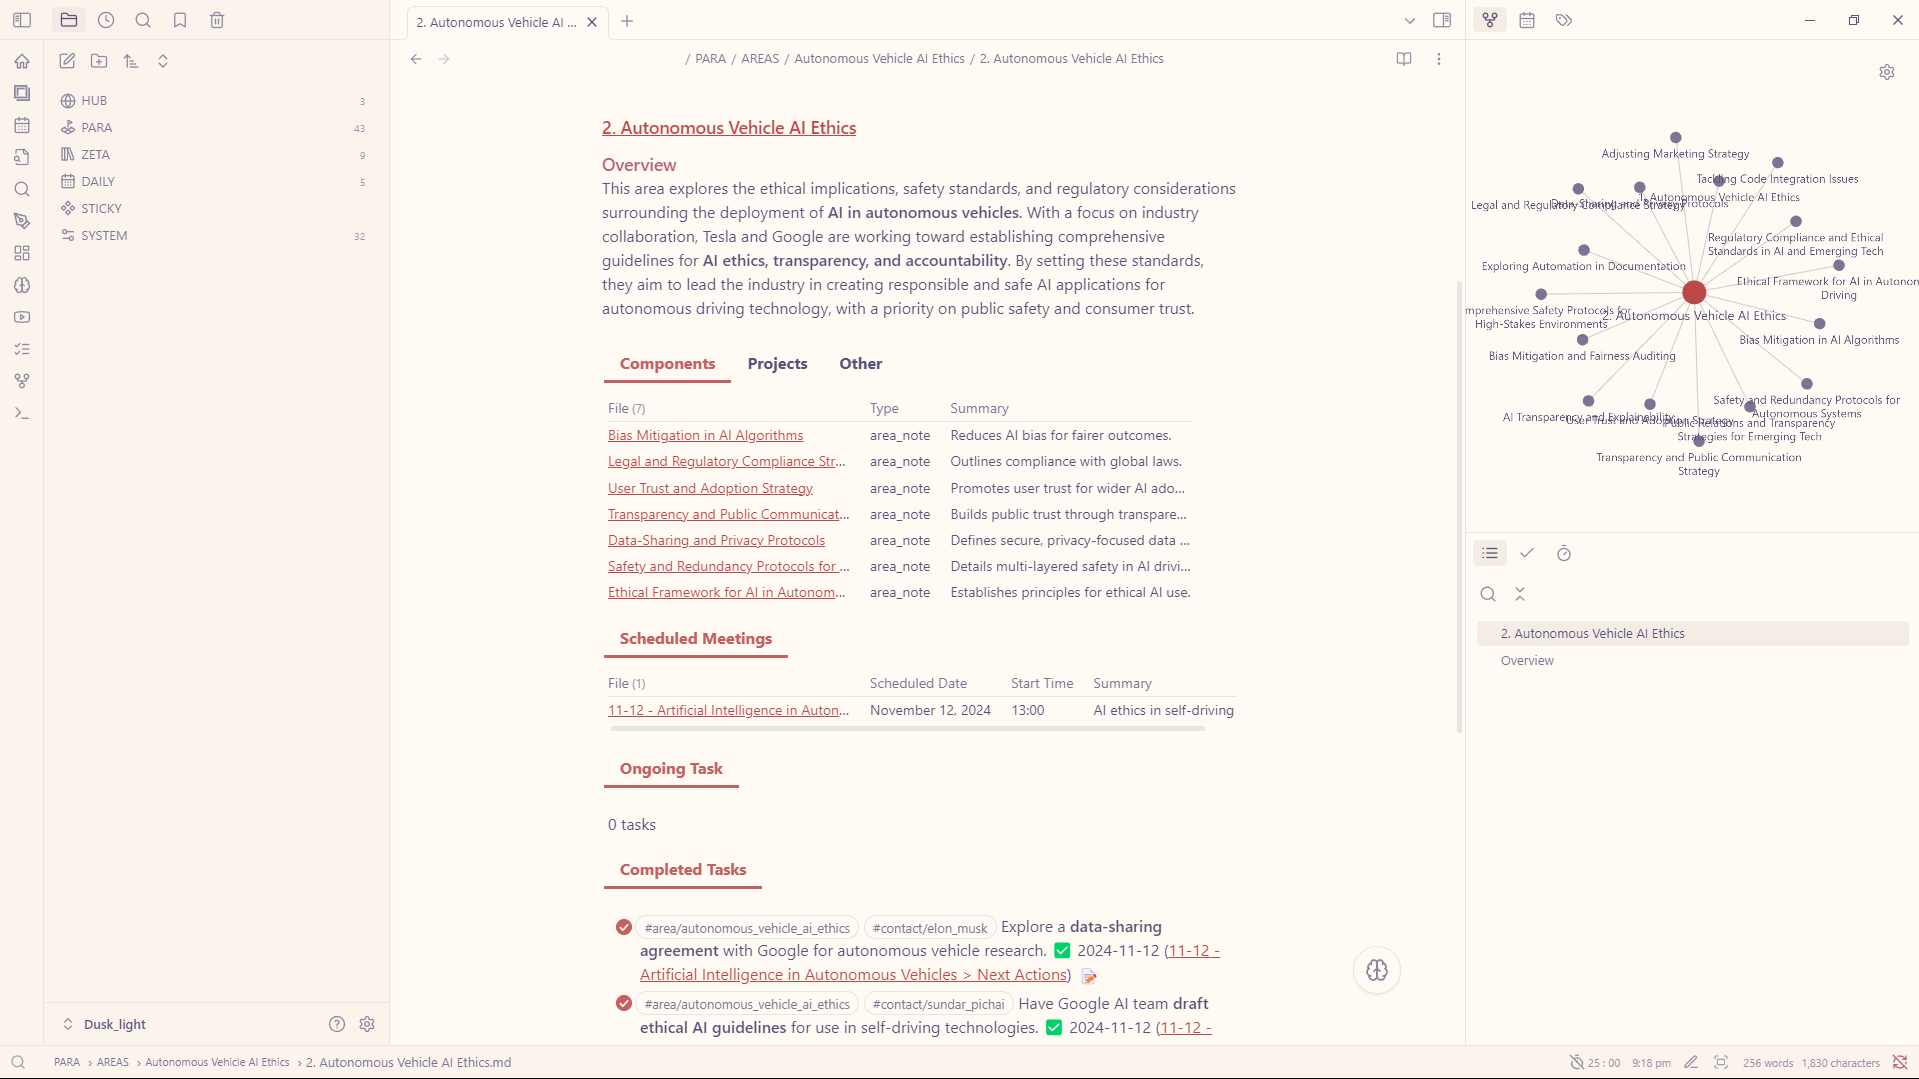 2. Autonomous Vehicle AI ...
/ PARA / AREAS / Autonomous Vehicle AI Ethics / 2. Autonomous Vehicle AI Ethics
HUB 3
PARA 43
ZETA 9
DAILY 5
STICKY
SYSTEM 32
Dusk_light
2. Autonomous Vehicle AI Ethics
Overview
This area explores the ethical implications, safety standards, and regulatory considerations
surrounding the deployment of AI in autonomous vehicles. With a focus on industry
collaboration, Tesla and Google are working toward establishing comprehensive
guidelines for AI ethics, transparency, and accountability. By setting these standards,
they aim to lead the industry in creating responsible and safe AI applications for
autonomous driving technology, with a priority on public safety and consumer trust.
Components Projects Other
File (7) Type Summary
Bias Mitigation in AI Algorithms area_note Reduces AI bias for fairer outcomes.
Legal and Regulatory Compliance Str... area_note Outlines compliance with global laws.
User Trust and Adoption Strategy area_note Promotes user trust for wider AI ado...
Transparency and Public Communicat... area_note Builds public trust through transpare...
Data-Sharing and Privacy Protocols area_note Defines secure, privacy-focused data ...
Safety and Redundancy Protocols for ... area_note Details multi-layered safety in AI drivi...
Ethical Framework for AI in Autonom... area_note Establishes principles for ethical AI use.
Scheduled Meetings
File (1) Scheduled Date Start Time Summary
11-12 - Artificial Intelligence in Auton... November 12, 2024 13:00 AI ethics in self-driving
Ongoing Task
0 tasks
Completed Tasks
#area/autonomous_vehicle_ai_ethics #contact/elon_musk Explore a data-sharing
agreement with Google for autonomous vehicle research. ✅ 2024-11-12 (11-12 -
Artificial Intelligence in Autonomous Vehicles > Next Actions) 📝
#area/autonomous_vehicle_ai_ethics #contact/sundar_pichai Have Google AI team draft
ethical AI guidelines for use in self-driving technologies. ✅ 2024-11-12 (11-12 -
Adjusting Marketing Strategy
Tackling Code Integration Issues
1. Autonomous Vehicle AI Ethics
Data-Sharing and Privacy Protocols
Legal and Regulatory Compliance Strategy
Regulatory Compliance and Ethical
Standards in AI and Emerging Tech
Exploring Automation in Documentation
Ethical Framework for AI in Autonom
Driving
mprehensive Safety Protocols for
High-Stakes Environments
2. Autonomous Vehicle AI Ethics
Bias Mitigation in AI Algorithms
Bias Mitigation and Fairness Auditing
Safety and Redundancy Protocols for
Autonomous Systems
AI Transparency and Explainability
User Trust and Adoption Strategy
Public Relations and Transparency
Strategies for Emerging Tech
Transparency and Public Communication
Strategy
2. Autonomous Vehicle AI Ethics
Overview
PARA > AREAS > Autonomous Vehicle AI Ethics > 2. Autonomous Vehicle AI Ethics.md
25 : 00 9:18 pm 256 words 1,830 characters